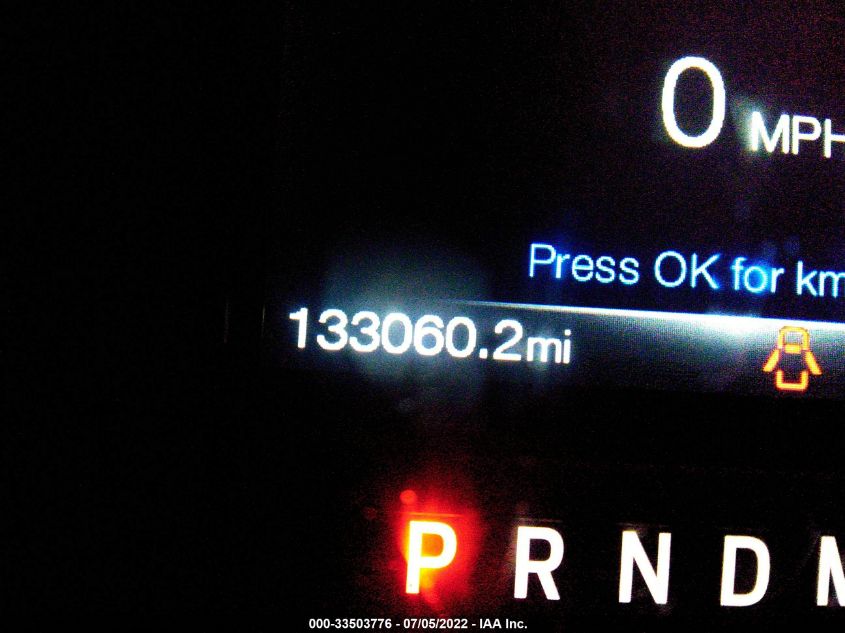 0 MPH
Press OK for km
133060.2mi
P R N D M
000-33503776 - 07/05/2022 - IAA Inc.